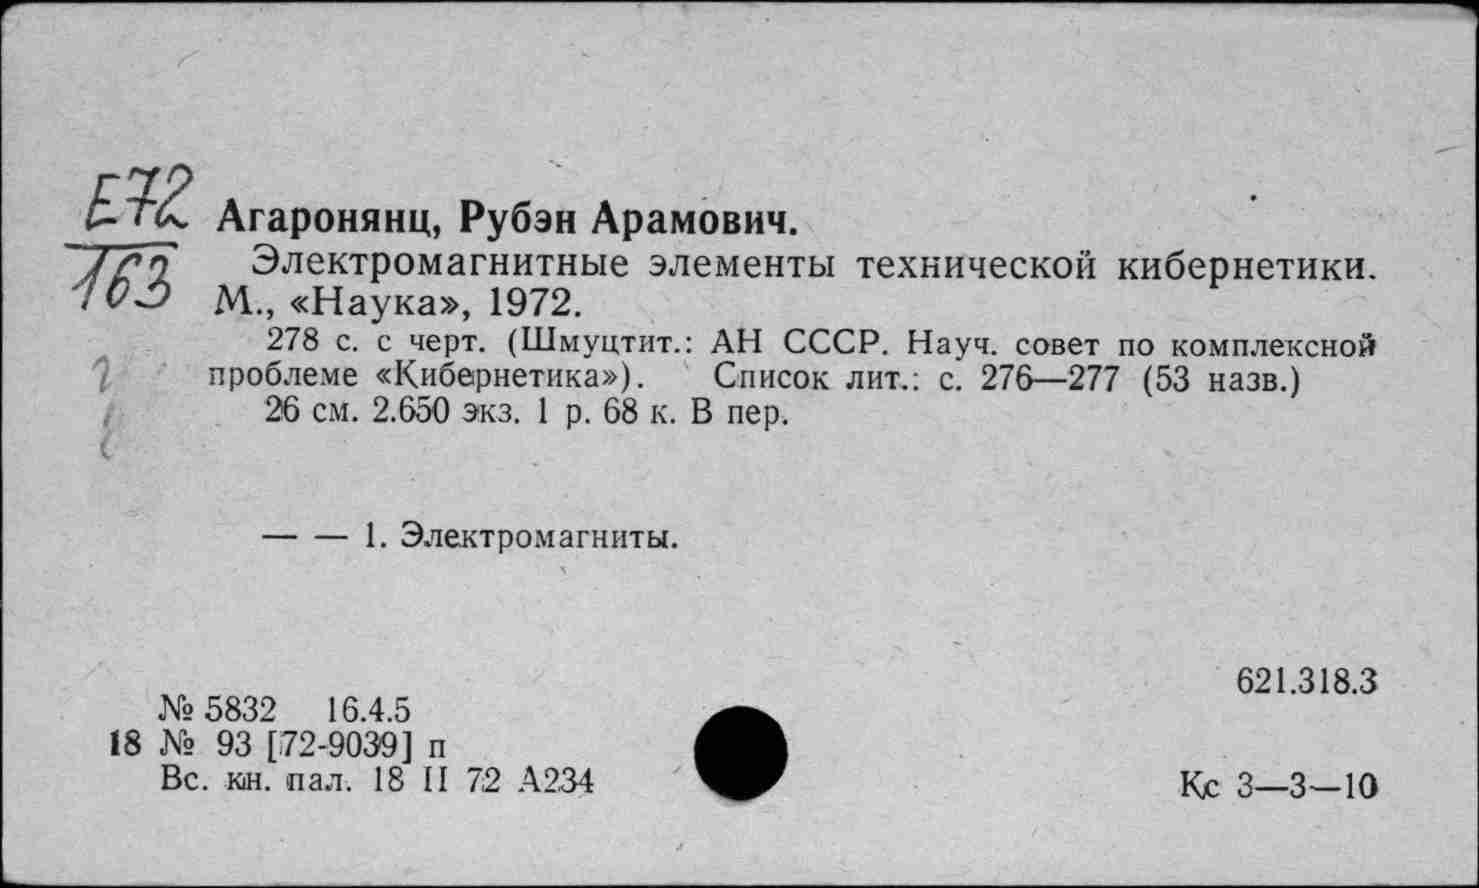 Е72
163
Агаронянц, Рубэн Арамович.
Электромагнитные элементы технической кибернетики.
М., «Наука», 1972.
278 с. с черт. (Шмуцтит.: АН СССР. Науч. совет по комплексной
проблеме «Кибернетика»). Список лит.: с. 276—277 (53 назв.)
26 см. 2.650 экз. 1 р. 68 к. В пер.
— — 1. Электромагниты.
621.318.3
№ 5832 16.4.5
18 № 93 [72-9039] п
Вс. кн. пал. 18 II 72 А234
Кс 3—3—10